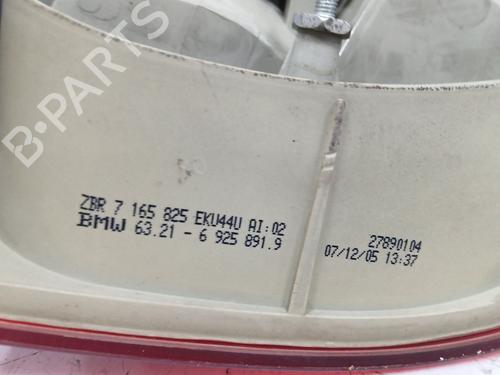 B-PARTS
ZBR 7 165 825 EKU44U AI:02
BMW 63.21 - 6 925 891.9
27890104
07/12/05 13:37